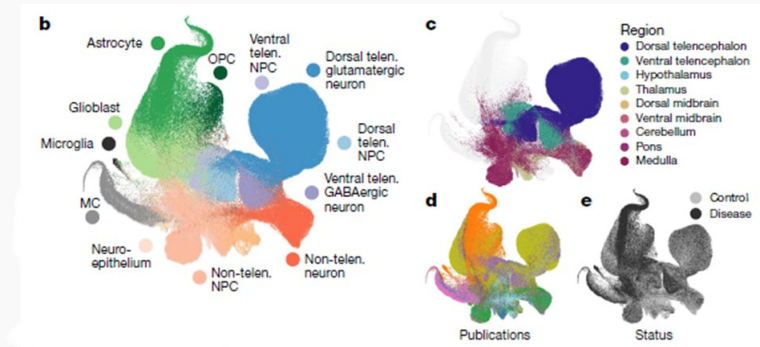 b
Astrocyte
OPC
Ventral
telen.
NPC
Dorsal telen.
glutamatergic
neuron
Glioblast
Microglia
Dorsal
telen.
NPC
Ventral telen.
GABAergic
neuron
MC
Neuro-
epithelium
Non-telen.
NPC
Non-telen.
neuron
c
Region
Dorsal telencephalon
Ventral telencephalon
Hypothalamus
Thalamus
Dorsal midbrain
Ventral midbrain
Cerebellum
Pons
Medulla
d
Publications
e
Control
Disease
Status